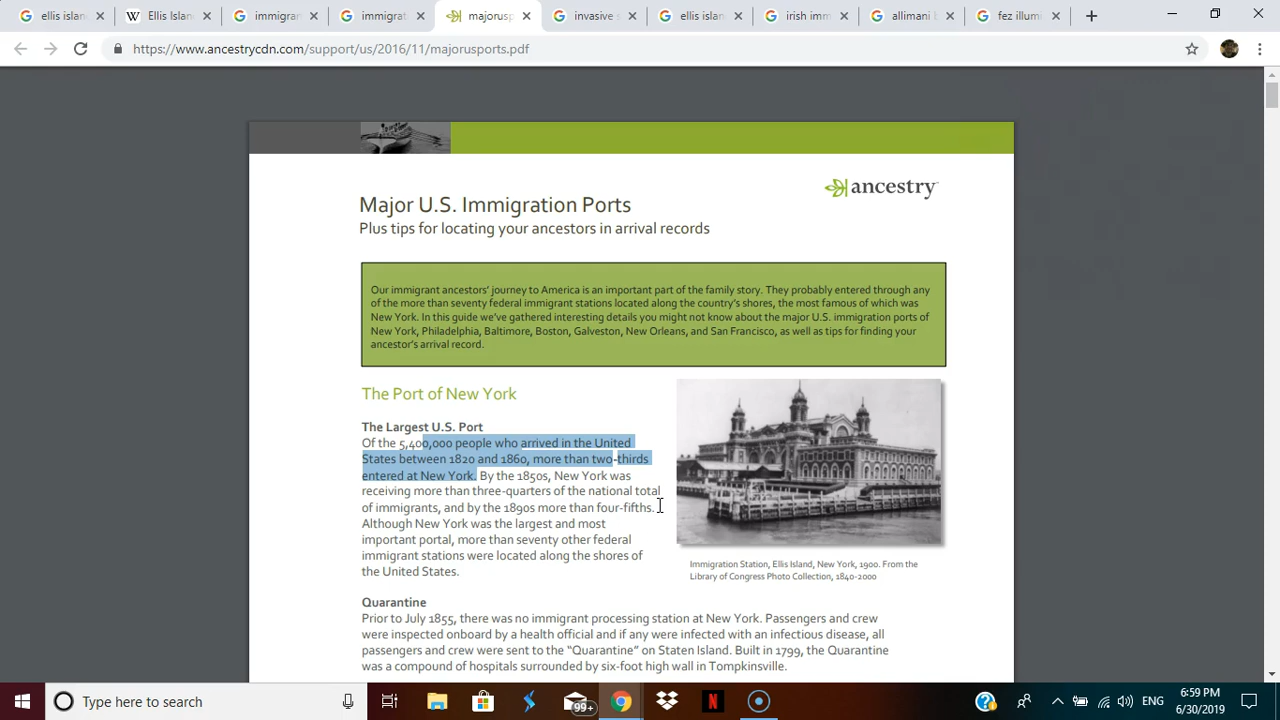 ellis island
Ellis Island
immigran
immigrat
majorusp
invasive s
ellis islan
irish imm
allimani b
fez illum
https://www.ancestrycdn.com/support/us/2016/11/majorusports.pdf
ancestry
Major U.S. Immigration Ports
Plus tips for locating your ancestors in arrival records
Our immigrant ancestors' journey to America is an important part of the family story. They probably entered through any
of the more than seventy federal immigrant stations located along the country's shores, the most famous of which was
New York. In this guide we've gathered interesting details you might not know about the major U.S. immigration ports of
New York, Philadelphia, Baltimore, Boston, Galveston, New Orleans, and San Francisco, as well as tips for finding your
ancestor's arrival record.
The Port of New York
The Largest U.S. Port
Of the 5,400,000 people who arrived in the United
States between 1820 and 1860, more than two-thirds
entered at New York. By the 1850s, New York was
receiving more than three-quarters of the national total
of immigrants, and by the 1890s more than four-fifths.
Although New York was the largest and most
important portal, more than seventy other federal
immigrant stations were located along the shores of
the United States.
Immigration Station, Ellis Island, New York, 1900. From the
Library of Congress Photo Collection, 1840-2000
Quarantine
Prior to July 1855, there was no immigrant processing station at New York. Passengers and crew
were inspected onboard by a health official and if any were infected with an infectious disease, all
passengers and crew were sent to the "Quarantine" on Staten Island. Built in 1799, the Quarantine
was a compound of hospitals surrounded by six-foot high wall in Tompkinsville.
Type here to search
99+
ENG
6:59 PM
6/30/2019